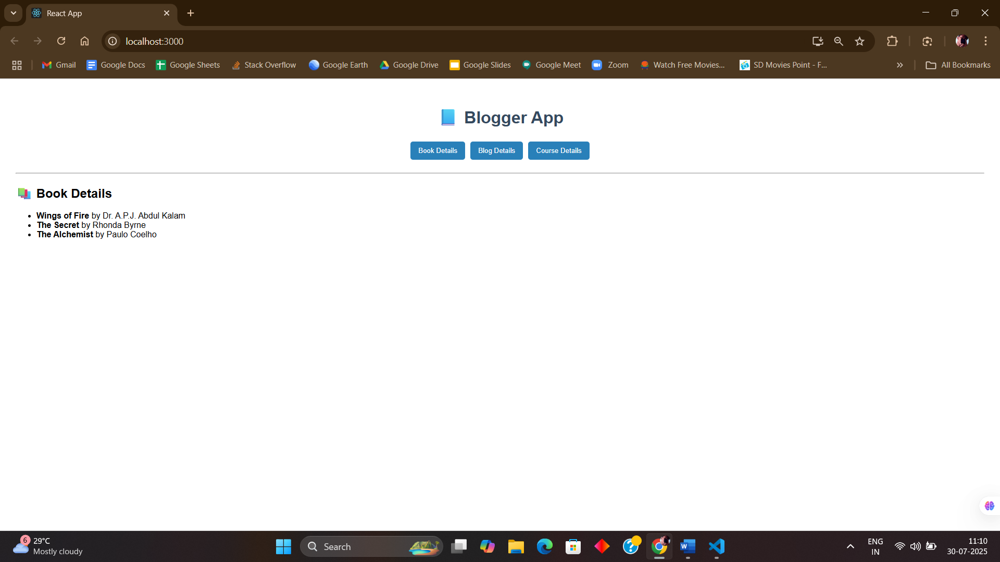 React App
localhost:3000
Gmail Google Docs Google Sheets Stack Overflow Google Earth Google Drive Google Slides Google Meet Zoom Watch Free Movies... SD Movies Point - F... All Bookmarks
Blogger App
Book Details Blog Details Course Details
Book Details
• Wings of Fire by Dr. A.P.J. Abdul Kalam
• The Secret by Rhonda Byrne
• The Alchemist by Paulo Coelho
6 29°C
Mostly cloudy
Search
ENG
IN
11:10
30-07-2025